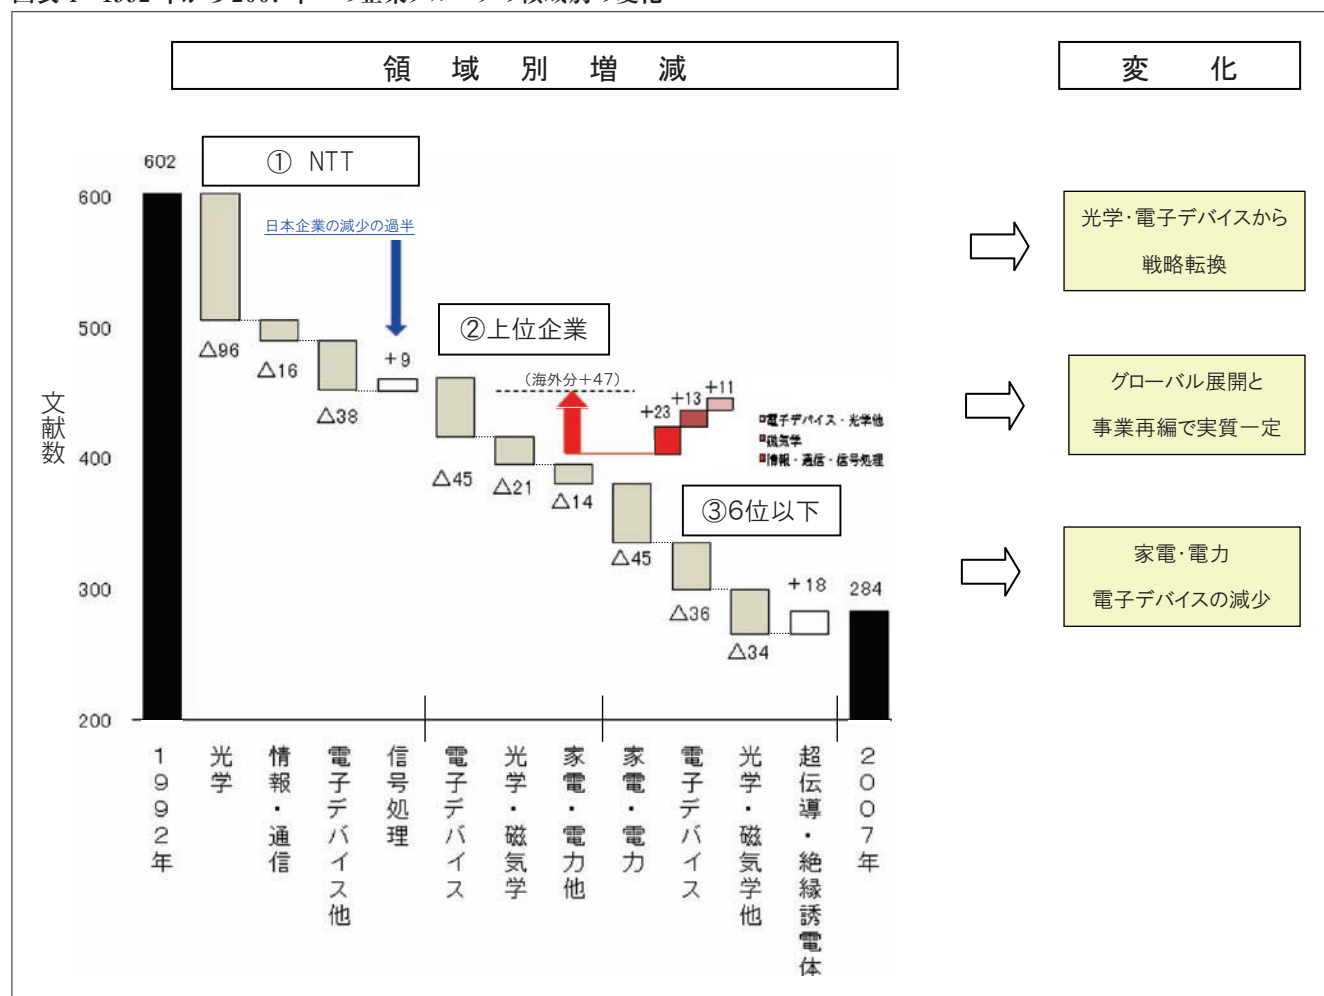 領域別増減
変化
602
① NTT
600
日本企業の減少の過半
光学・電子デバイスから
戦略転換
500
△96
△16
△38
+9
②上位企業
(海外分+47)
+23
+13
+11
電子デバイス・光学他
磁気学
情報・通信・信号処理
グローバル展開と
事業再編で実質一定
文献数
400
△45
△21
△14
③6位以下
300
△45
△36
△34
+18
284
家電・電力
電子デバイスの減少
200
1992年
光学
情報・通信
電子デバイス他
信号処理
電子デバイス
光学・磁気学
家電・電力他
家電・電力
電子デバイス
光学・磁気学他
超伝導・絶縁誘電体
2007年